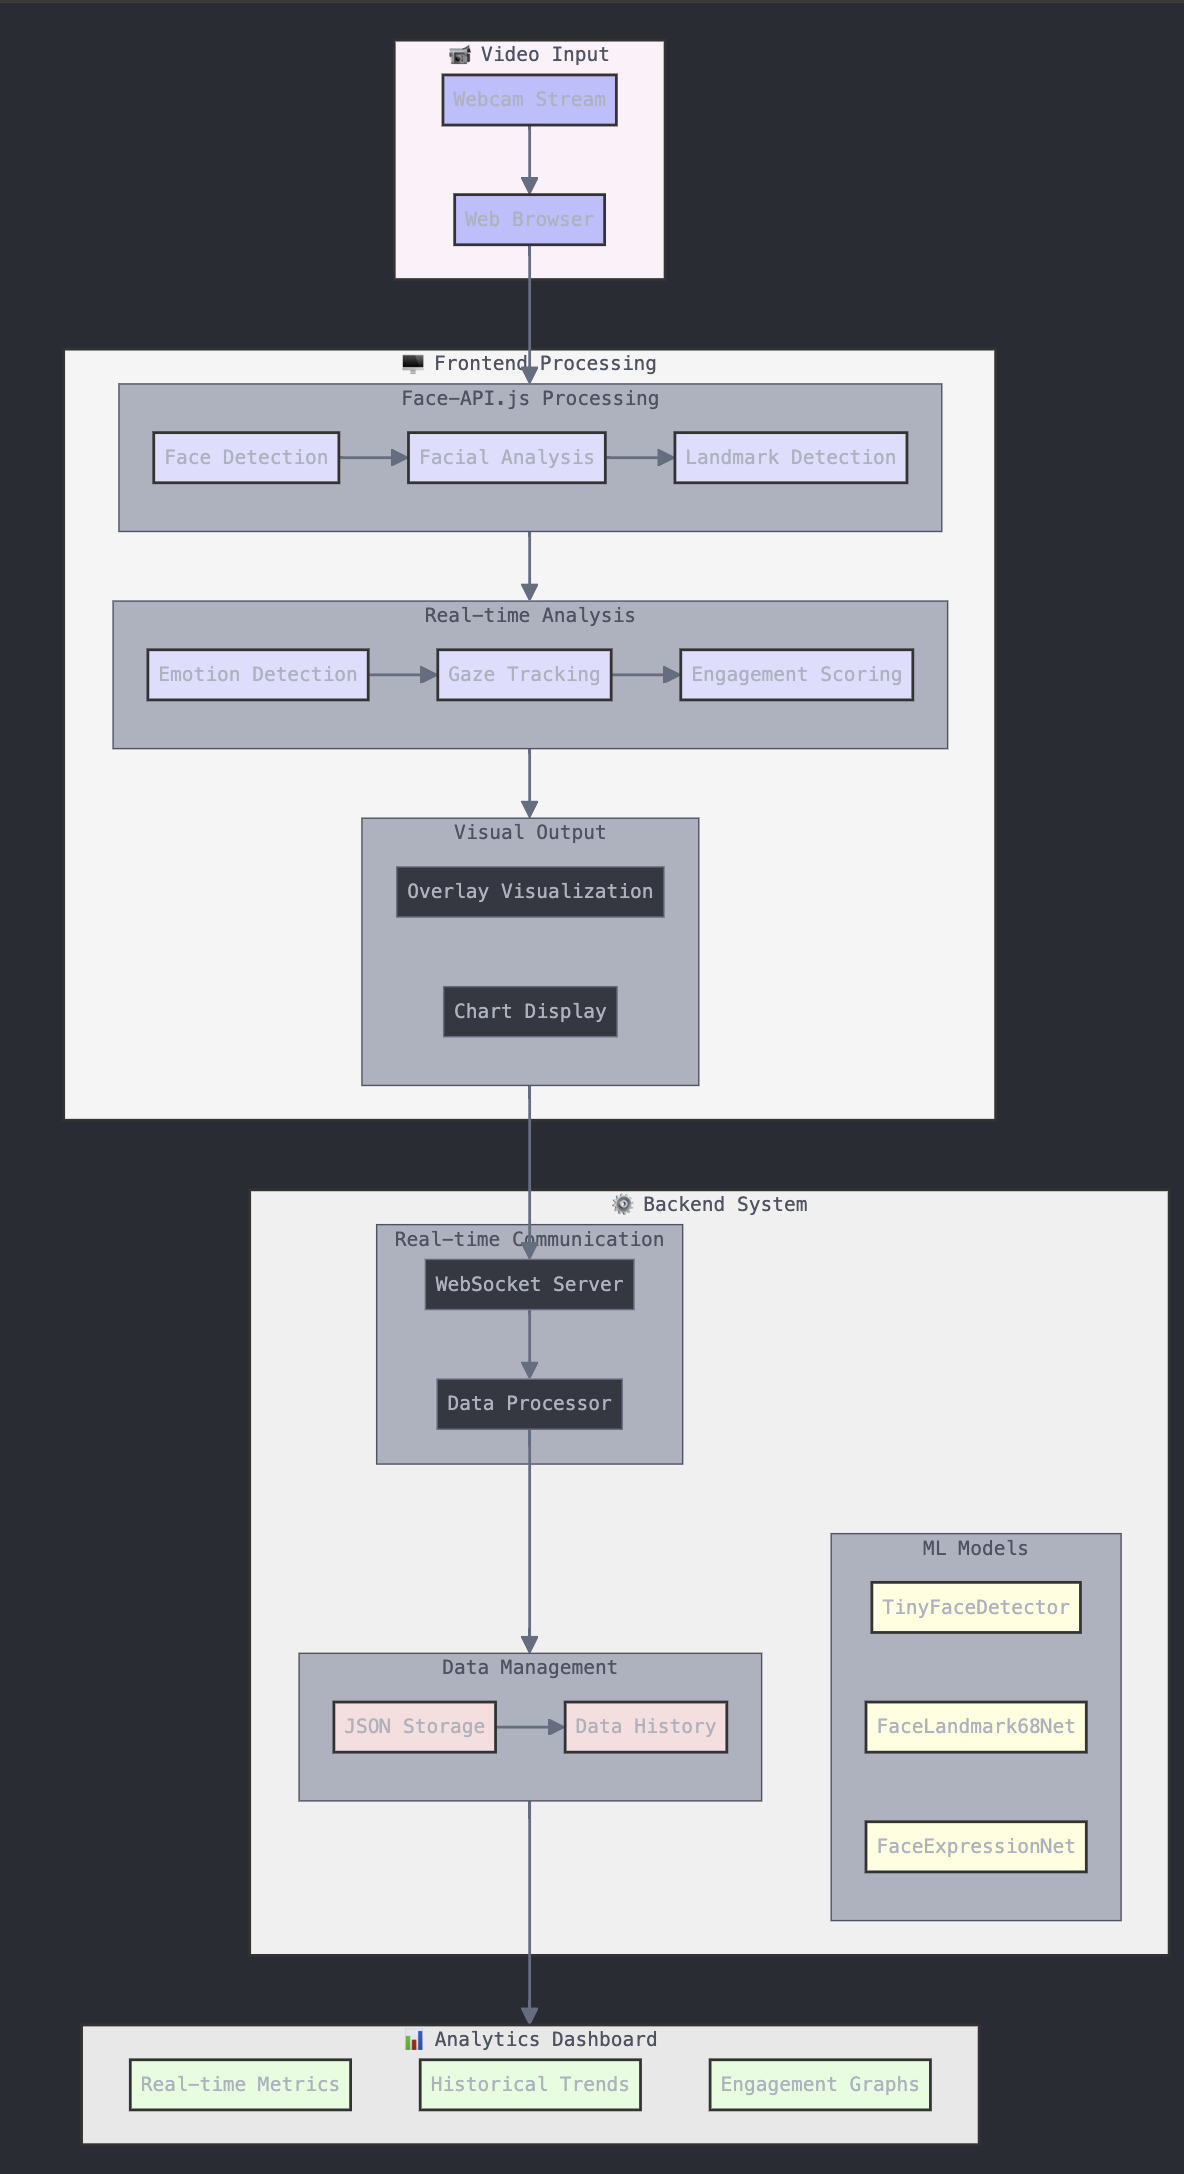 Video Input
Webcam Stream
Web Browser
Frontend Processing
Face-API.js Processing
Face Detection
Facial Analysis
Landmark Detection
Real-time Analysis
Emotion Detection
Gaze Tracking
Engagement Scoring
Visual Output
Overlay Visualization
Chart Display
Backend System
Real-time Communication
WebSocket Server
Data Processor
ML Models
TinyFaceDetector
FaceLandmark68Net
FaceExpressionNet
Data Management
JSON Storage
Data History
Analytics Dashboard
Real-time Metrics
Historical Trends
Engagement Graphs